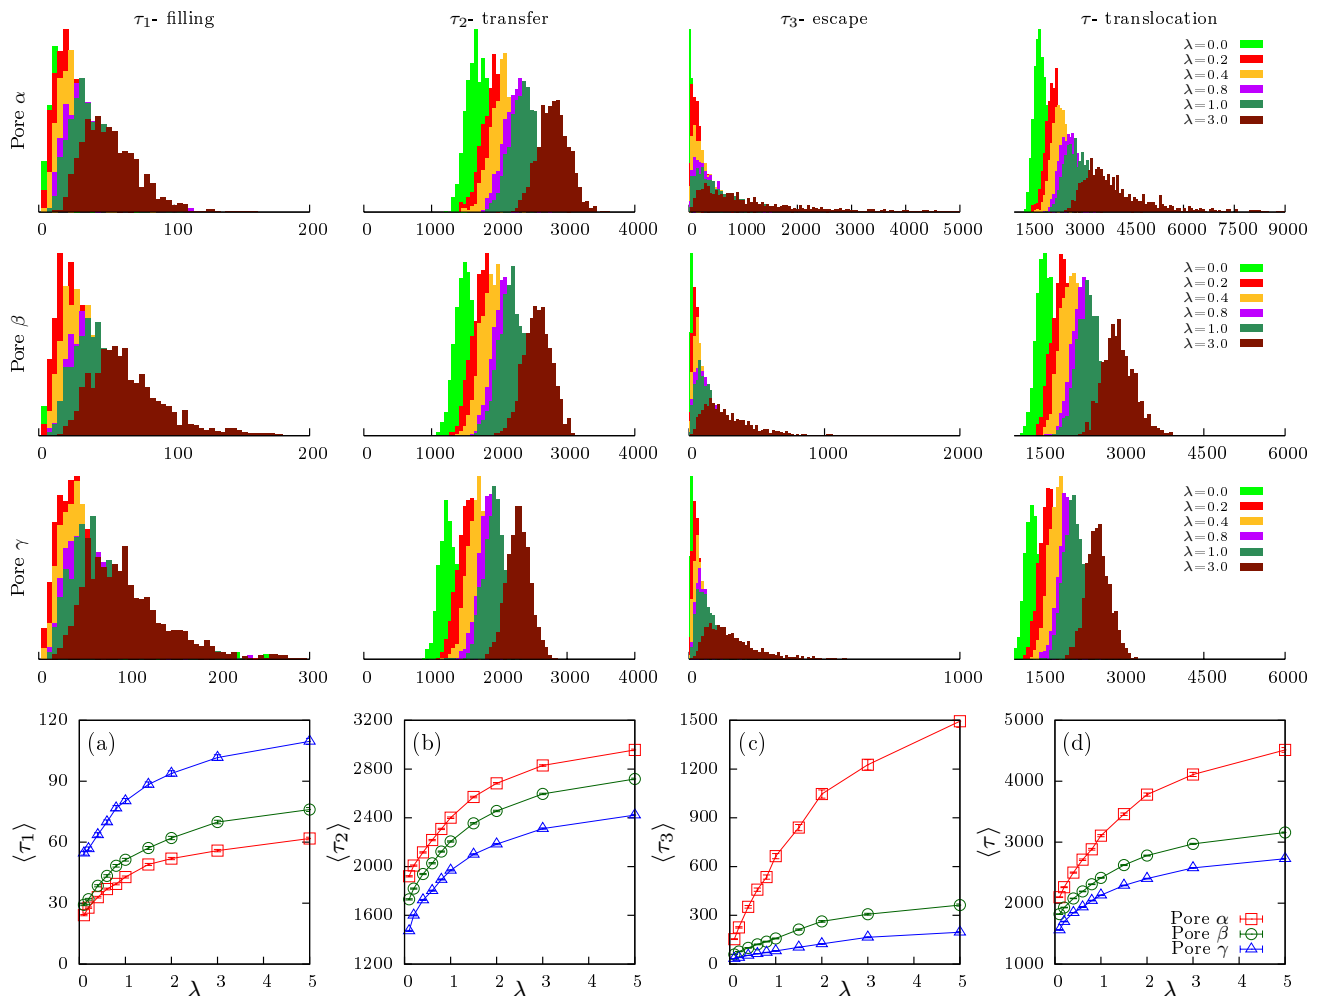 τ₁- filling
τ₂- transfer
τ₃- escape
τ- translocation
Pore α
λ=0.0
λ=0.2
λ=0.4
λ=0.8
λ=1.0
λ=3.0
0 100 200
0 1000 2000 3000 4000
0 1000 2000 3000 4000 5000
1500 3000 4500 6000 7500 9000
Pore β
λ=0.0
λ=0.2
λ=0.4
λ=0.8
λ=1.0
λ=3.0
0 100 200
0 1000 2000 3000 4000
0 1000 2000
1500 3000 4500 6000
Pore γ
λ=0.0
λ=0.2
λ=0.4
λ=0.8
λ=1.0
λ=3.0
0 100 200 300
0 1000 2000 3000 4000
0 1000
1500 3000 4500 6000
(a)
⟨τ₁⟩
120
90
60
30
0
0 1 2 3 4 5
λ
(b)
⟨τ₂⟩
3200
2800
2400
2000
1600
1200
0 1 2 3 4 5
λ
(c)
⟨τ₃⟩
1500
1200
900
600
300
0
0 1 2 3 4 5
λ
(d)
⟨τ⟩
5000
4000
3000
2000
1000
Pore α
Pore β
Pore γ
0 1 2 3 4 5
λ